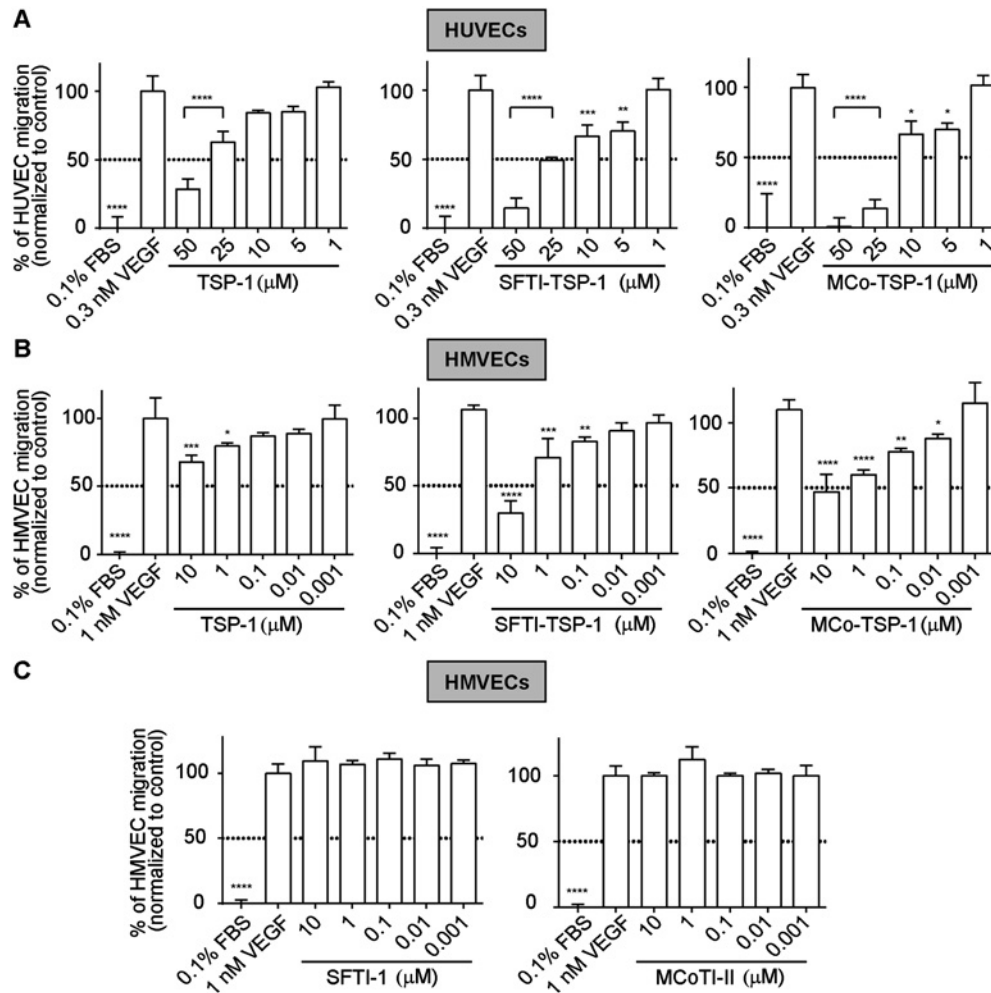 A
HUVECs
% of HUVEC migration
(normalized to control)
100
50
0
****
****
0.1% FBS
0.3 nM VEGF
50
25
10
5
1
TSP-1 (μM)
100
50
0
****
****
***
**
0.1% FBS
0.3 nM VEGF
50
25
10
5
1
SFTI-TSP-1 (μM)
100
50
0
****
****
*
*
0.1% FBS
0.3 nM VEGF
50
25
10
5
1
MCo-TSP-1 (μM)
B
HMVECs
% of HMVEC migration
(normalized to control)
100
50
0
****
***
*
0.1% FBS
1 nM VEGF
10
1
0.1
0.01
0.001
TSP-1 (μM)
100
50
0
****
****
***
**
0.1% FBS
1 nM VEGF
10
1
0.1
0.01
0.001
SFTI-TSP-1 (μM)
100
50
0
****
****
****
**
*
0.1% FBS
1 nM VEGF
10
1
0.1
0.01
0.001
MCo-TSP-1 (μM)
C
HMVECs
% of HMVEC migration
(normalized to control)
100
50
0
****
0.1% FBS
1 nM VEGF
10
1
0.1
0.01
0.001
SFTI-1 (μM)
100
50
0
****
0.1% FBS
1 nM VEGF
10
1
0.1
0.01
0.001
MCoTI-II (μM)